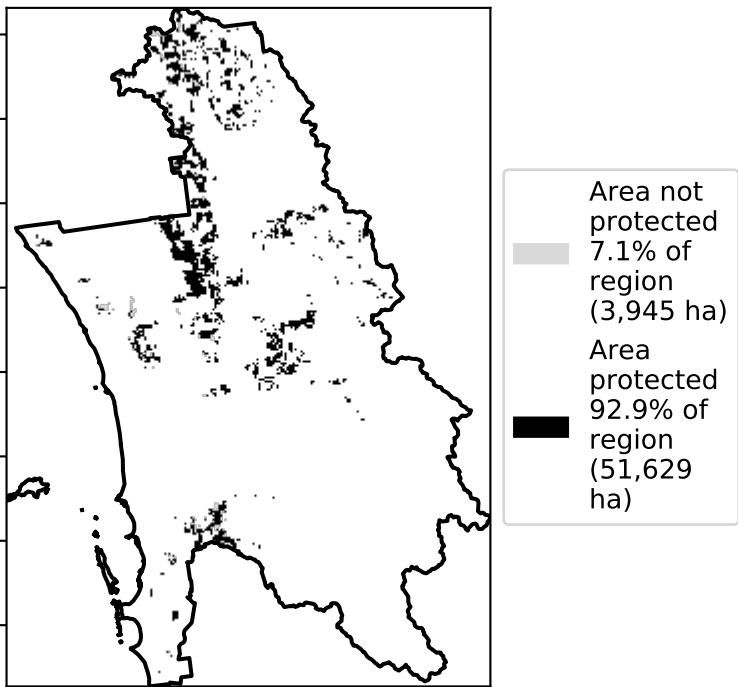 Area not
protected
7.1% of
region
(3,945 ha)
Area
protected
92.9% of
region
(51,629
ha)